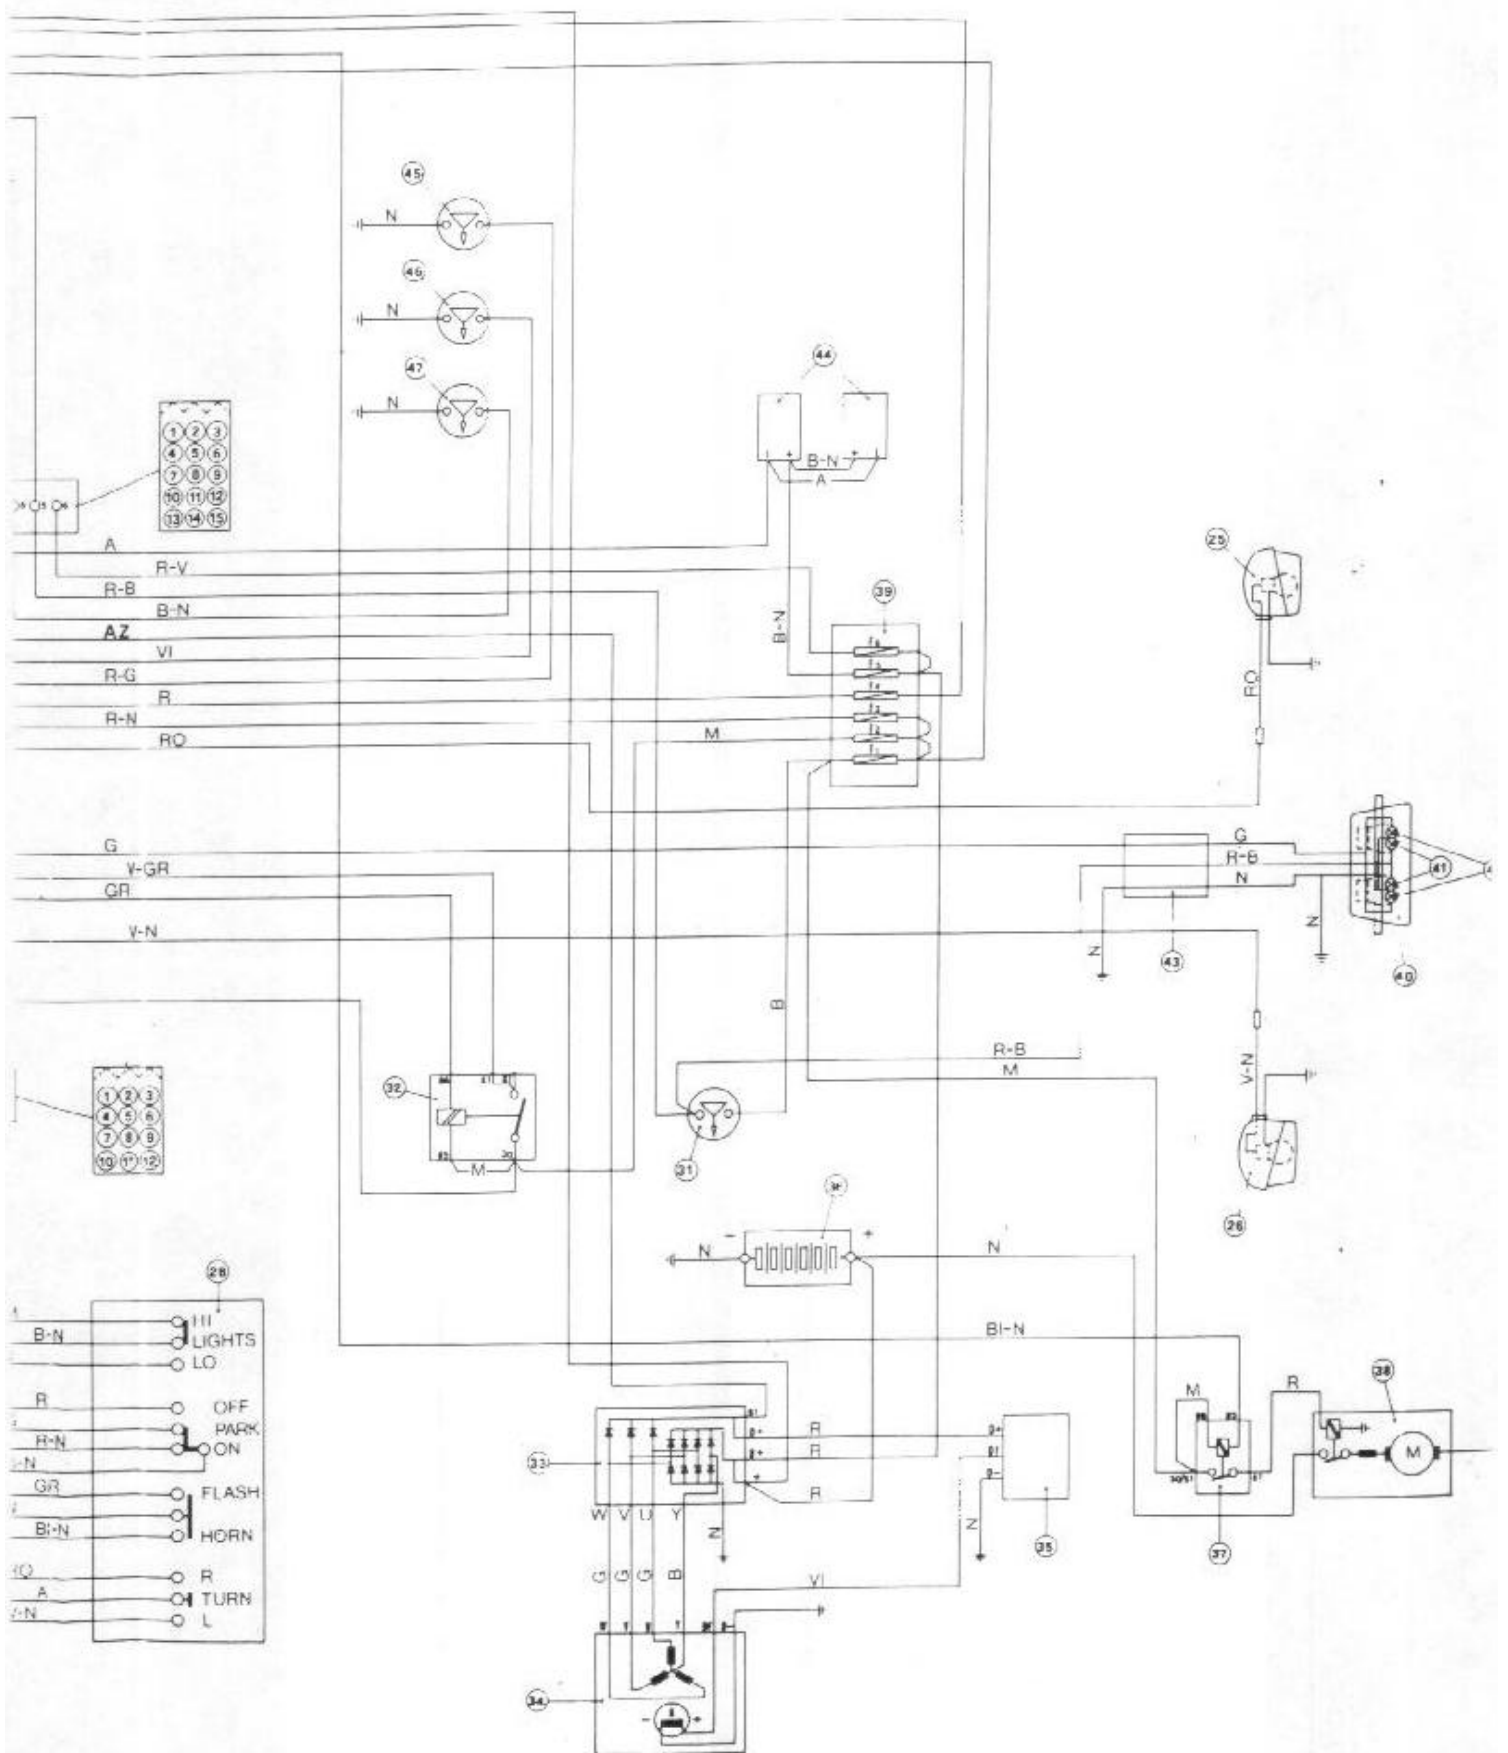 45
N
46
N
47
N
44
1 2 3
4 5 6
7 8 9
10 11 12
13 14 15
+
B-N
+
A
5
6
A
R-V
R-B
B-N
AZ
VI
R-G
R
R-N
RO
M
B-N
39
25
RO
G
V-GR
GR
V-N
G
R-B
N
41
N
N
43
40
B
R-B
M
V-N
26
1 2 3
4 5 6
7 8 9
10 12
32
M
31
- +
N
N
28
HI
B-N LIGHTS
LO
R OFF
PARK
R-N ON
GR FLASH
BI-N HORN
R
A TURN
L
BI-N
38
M
R
M
37
33
D+
R
R
R
D+
D-
N
35
W V U Y
N
G G G B
VI
34
- +